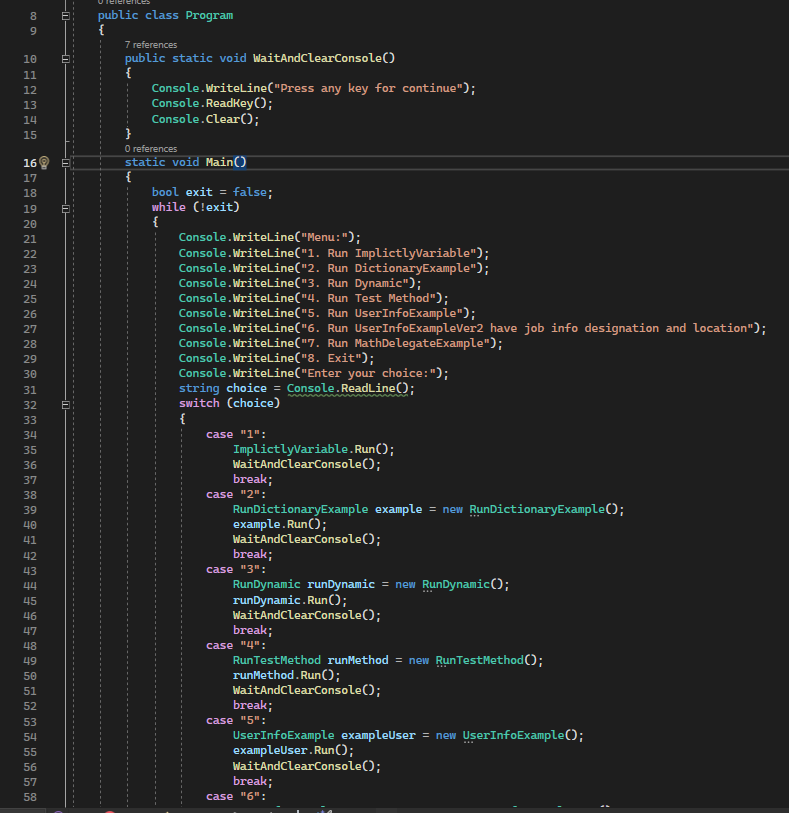 0 references
8 public class Program
9 {
7 references
10 public static void WaitAndClearConsole()
11 {
12 Console.WriteLine("Press any key for continue");
13 Console.ReadKey();
14 Console.Clear();
15 }
0 references
16 static void Main()
17 {
18 bool exit = false;
19 while (!exit)
20 {
21 Console.WriteLine("Menu:");
22 Console.WriteLine("1. Run ImplictlyVariable");
23 Console.WriteLine("2. Run DictionaryExample");
24 Console.WriteLine("3. Run Dynamic");
25 Console.WriteLine("4. Run Test Method");
26 Console.WriteLine("5. Run UserInfoExample");
27 Console.WriteLine("6. Run UserInfoExampleVer2 have job info designation and location");
28 Console.WriteLine("7. Run MathDelegateExample");
29 Console.WriteLine("8. Exit");
30 Console.WriteLine("Enter your choice:");
31 string choice = Console.ReadLine();
32 switch (choice)
33 {
34 case "1":
35 ImplictlyVariable.Run();
36 WaitAndClearConsole();
37 break;
38 case "2":
39 RunDictionaryExample example = new RunDictionaryExample();
40 example.Run();
41 WaitAndClearConsole();
42 break;
43 case "3":
44 RunDynamic runDynamic = new RunDynamic();
45 runDynamic.Run();
46 WaitAndClearConsole();
47 break;
48 case "4":
49 RunTestMethod runMethod = new RunTestMethod();
50 runMethod.Run();
51 WaitAndClearConsole();
52 break;
53 case "5":
54 UserInfoExample exampleUser = new UserInfoExample();
55 exampleUser.Run();
56 WaitAndClearConsole();
57 break;
58 case "6":